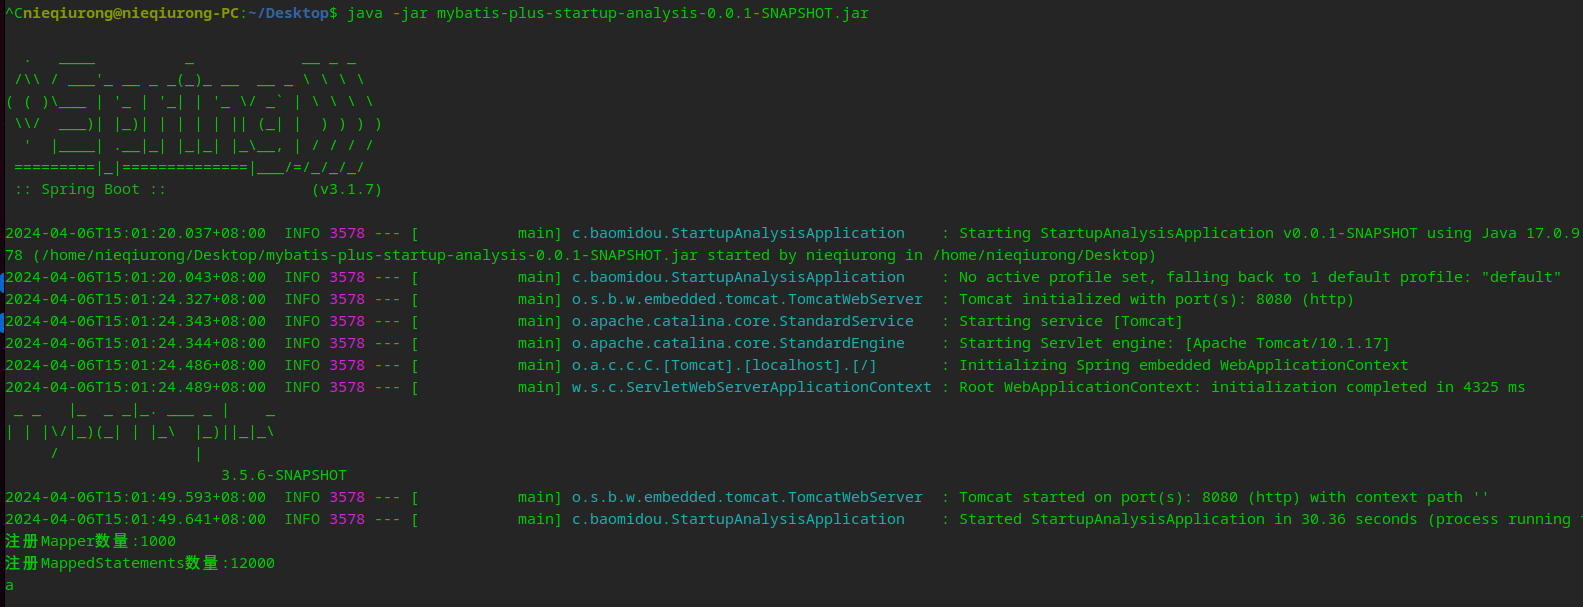 ^Cnieqiurong@nieqiurong-PC:~/Desktop$ java -jar mybatis-plus-startup-analysis-0.0.1-SNAPSHOT.jar
  .   ____          _            __ _ _
 /\\ / ___'_ __ _ _(_)_ __  __ _ \ \ \ \
( ( )\___ | '_ | '_| | '_ \/ _` | \ \ \ \
 \\/  ___)| |_)| | | | | || (_| |  ) ) ) )
  '  |____| .__|_| |_|_| |_\__, | / / / /
 =========|_|==============|___/=/_/_/_/
 :: Spring Boot ::                (v3.1.7)
2024-04-06T15:01:20.037+08:00  INFO 3578 --- [           main] c.baomidou.StartupAnalysisApplication    : Starting StartupAnalysisApplication v0.0.1-SNAPSHOT using Java 17.0.9
78 (/home/nieqiurong/Desktop/mybatis-plus-startup-analysis-0.0.1-SNAPSHOT.jar started by nieqiurong in /home/nieqiurong/Desktop)
2024-04-06T15:01:20.043+08:00  INFO 3578 --- [           main] c.baomidou.StartupAnalysisApplication    : No active profile set, falling back to 1 default profile: "default"
2024-04-06T15:01:24.327+08:00  INFO 3578 --- [           main] o.s.b.w.embedded.tomcat.TomcatWebServer  : Tomcat initialized with port(s): 8080 (http)
2024-04-06T15:01:24.343+08:00  INFO 3578 --- [           main] o.apache.catalina.core.StandardService   : Starting service [Tomcat]
2024-04-06T15:01:24.344+08:00  INFO 3578 --- [           main] o.apache.catalina.core.StandardEngine    : Starting Servlet engine: [Apache Tomcat/10.1.17]
2024-04-06T15:01:24.486+08:00  INFO 3578 --- [           main] o.a.c.c.C.[Tomcat].[localhost].[/]       : Initializing Spring embedded WebApplicationContext
2024-04-06T15:01:24.489+08:00  INFO 3578 --- [           main] w.s.c.ServletWebServerApplicationContext : Root WebApplicationContext: initialization completed in 4325 ms
 _ _   |_  _ _|_. ___ _ |    _
| | |\/|_)(_| | |_\  |_)||_|_\
     /               |
                        3.5.6-SNAPSHOT
2024-04-06T15:01:49.593+08:00  INFO 3578 --- [           main] o.s.b.w.embedded.tomcat.TomcatWebServer  : Tomcat started on port(s): 8080 (http) with context path ''
2024-04-06T15:01:49.641+08:00  INFO 3578 --- [           main] c.baomidou.StartupAnalysisApplication    : Started StartupAnalysisApplication in 30.36 seconds (process running
注册Mapper数量:1000
注册MappedStatements数量:12000
a